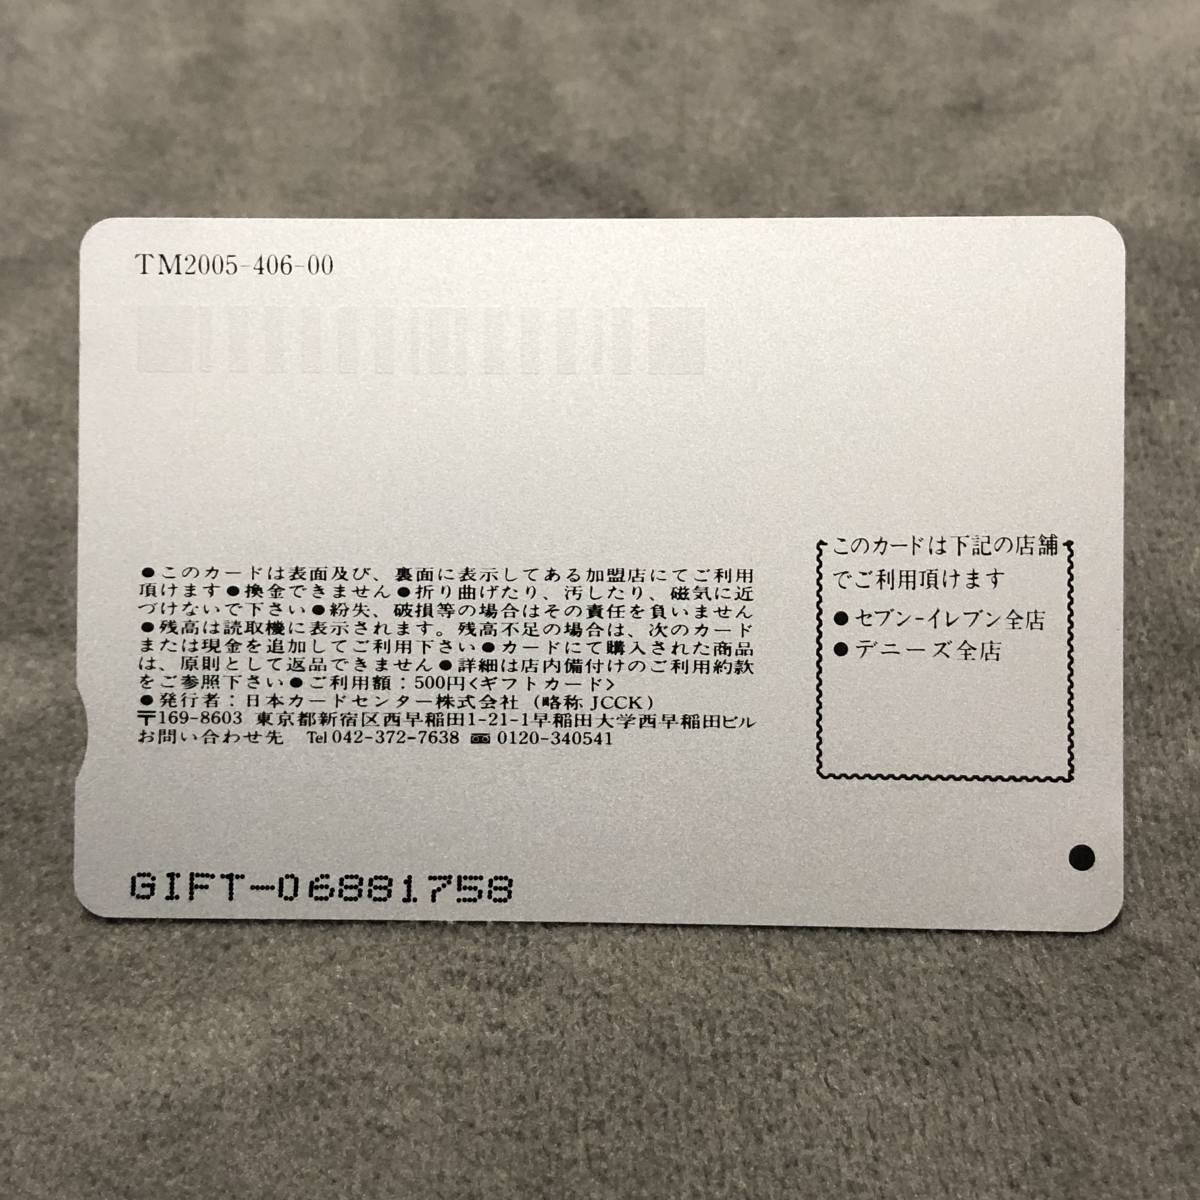 TM2005-406-00
●このカードは表面及び、裏面に表示してある加盟店にてご利用
頂けます●換金できません●折り曲げたり、汚したり、磁気に近
づけないで下さい●紛失、破損等の場合はその責任を負いません
●残高は読取機に表示されます。残高不足の場合は、次のカード
または現金を追加してご利用下さい●カードにて購入された商品
は、原則として返品できません●詳細は店内備付けのご利用約款
をご参照下さい●ご利用額:500円<ギフトカード>
●発行者:日本カードセンター株式会社(略称JCCK)
〒169-8603 東京都新宿区西早稲田1-21-1早稲田大学西早稲田ビル
お問い合わせ先 Tel 042-372-7638 0120-340541
このカードは下記の店舗
でご利用頂けます
●セブン-イレブン全店
●デニーズ全店
GIFT-06881758